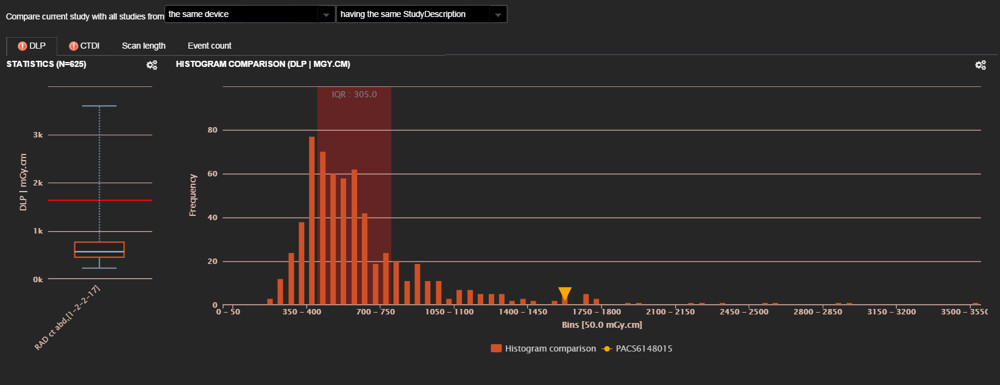 Compare current study with all studies from the same device having the same StudyDescription
DLP CTDI Scan length Event count
STATISTICS (N=625)
HISTOGRAM COMPARISON (DLP | MGY.CM)
DLP | mGy.cm
3k
2k
1k
0k
RAD ct abd,[1-2-2-17]
IQR : 305.0
Frequency
80
60
40
20
0
0 – 50 350 – 400 700 – 750 1050 – 1100 1400 – 1450 1750 – 1800 2100 – 2150 2450 – 2500 2800 – 2850 3150 – 3200 3500 – 3550
Bins [50.0 mGy.cm]
Histogram comparison PACS6148015